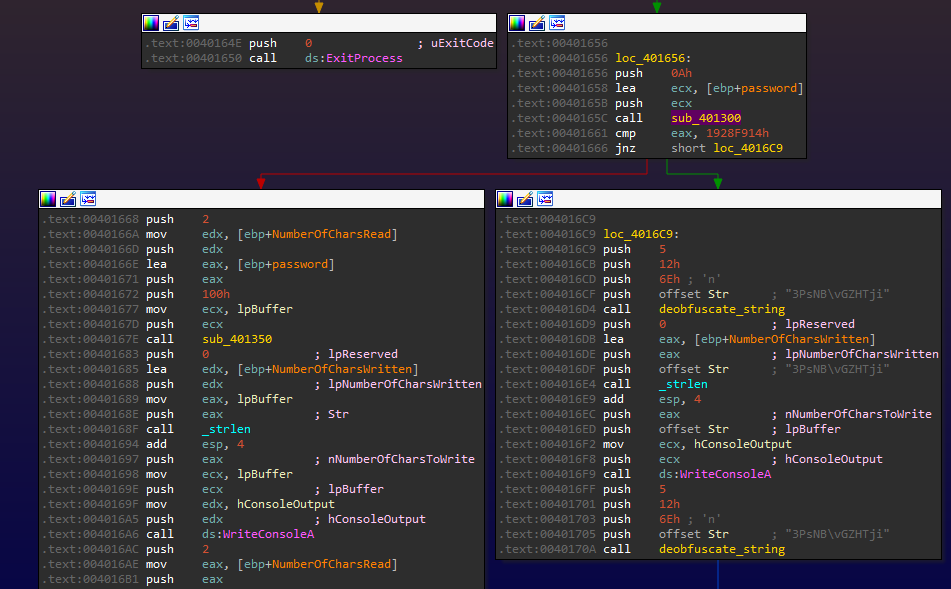 .text:0040164E push 0 ; uExitCode
.text:00401650 call ds:ExitProcess
.text:00401656
.text:00401656 loc_401656:
.text:00401656 push 0Ah
.text:00401658 lea ecx, [ebp+password]
.text:0040165B push ecx
.text:0040165C call sub_401300
.text:00401661 cmp eax, 1928F914h
.text:00401666 jnz short loc_4016C9
.text:00401668 push 2
.text:0040166A mov edx, [ebp+NumberOfCharsRead]
.text:0040166D push edx
.text:0040166E lea eax, [ebp+password]
.text:00401671 push eax
.text:00401672 push 100h
.text:00401677 mov ecx, lpBuffer
.text:0040167D push ecx
.text:0040167E call sub_401350
.text:00401683 push 0 ; lpReserved
.text:00401685 lea edx, [ebp+NumberOfCharsWritten]
.text:00401688 push edx ; lpNumberOfCharsWritten
.text:00401689 mov eax, lpBuffer
.text:0040168E push eax ; Str
.text:0040168F call _strlen
.text:00401694 add esp, 4
.text:00401697 push eax ; nNumberOfCharsToWrite
.text:00401698 mov ecx, lpBuffer
.text:0040169E push ecx ; lpBuffer
.text:0040169F mov edx, hConsoleOutput
.text:004016A5 push edx ; hConsoleOutput
.text:004016A6 call ds:WriteConsoleA
.text:004016AC push 2
.text:004016AE mov eax, [ebp+NumberOfCharsRead]
.text:004016B1 push eax
.text:004016C9
.text:004016C9 loc_4016C9:
.text:004016C9 push 5
.text:004016CB push 12h
.text:004016CD push 6Eh ; 'n'
.text:004016CF push offset Str ; "3PsNB\vGZHTji"
.text:004016D4 call deobfuscate_string
.text:004016D9 push 0 ; lpReserved
.text:004016DB lea eax, [ebp+NumberOfCharsWritten]
.text:004016DE push eax ; lpNumberOfCharsWritten
.text:004016DF push offset Str ; "3PsNB\vGZHTji"
.text:004016E4 call _strlen
.text:004016E9 add esp, 4
.text:004016EC push eax ; nNumberOfCharsToWrite
.text:004016ED push offset Str ; lpBuffer
.text:004016F2 mov ecx, hConsoleOutput
.text:004016F8 push ecx ; hConsoleOutput
.text:004016F9 call ds:WriteConsoleA
.text:004016FF push 5
.text:00401701 push 12h
.text:00401703 push 6Eh ; 'n'
.text:00401705 push offset Str ; "3PsNB\vGZHTji"
.text:0040170A call deobfuscate_string